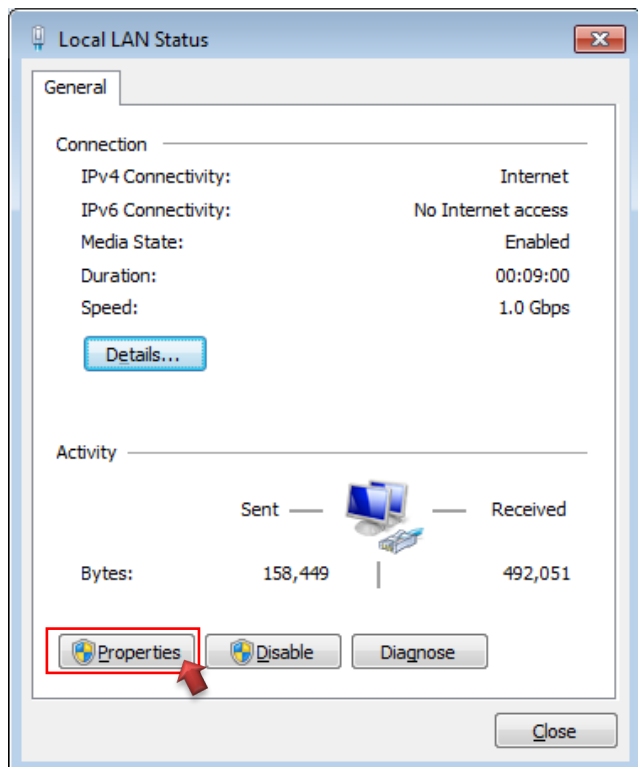 Local LAN Status
General
Connection
IPv4 Connectivity: Internet
IPv6 Connectivity: No Internet access
Media State: Enabled
Duration: 00:09:00
Speed: 1.0 Gbps
Details...
Activity
Sent Received
Bytes: 158,449 492,051
Properties Disable Diagnose
Close